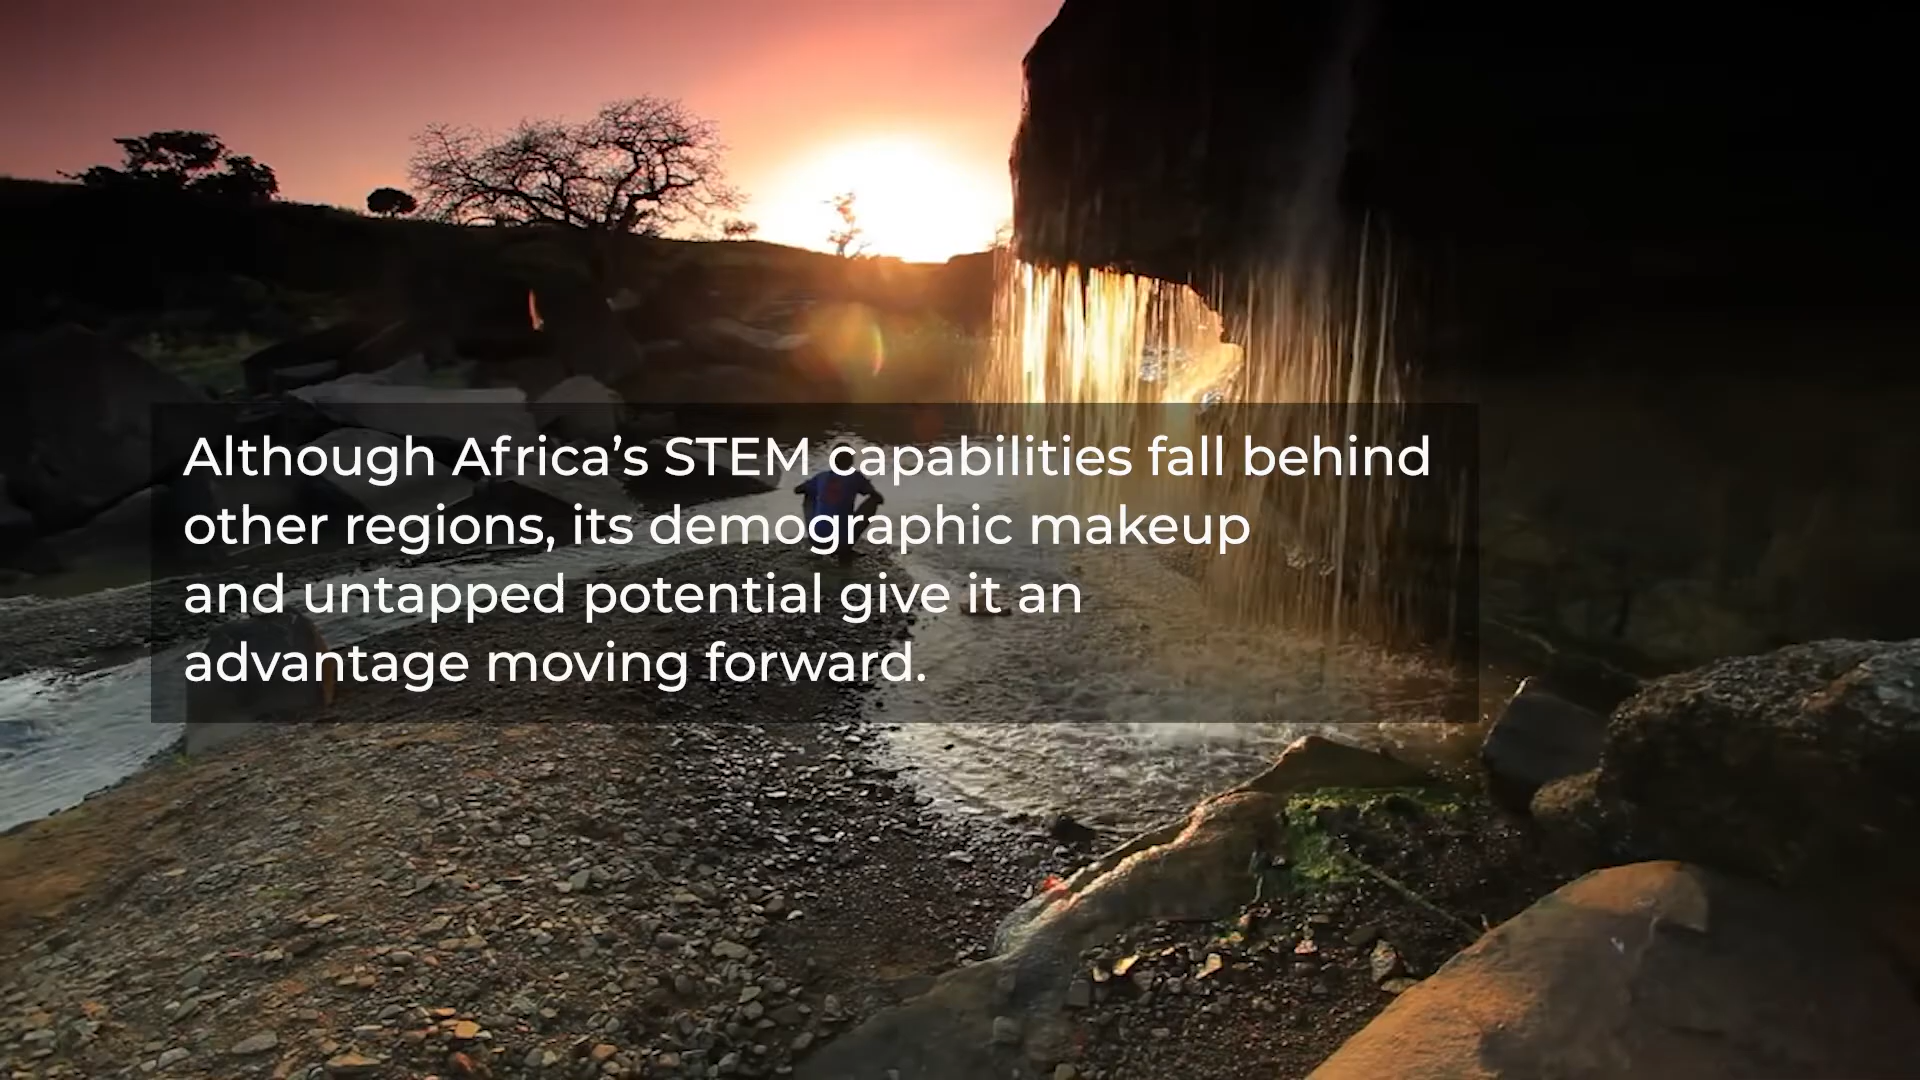 Although Africa’s STEM capabilities fall behind
other regions, its demographic makeup
and untapped potential give it an
advantage moving forward.